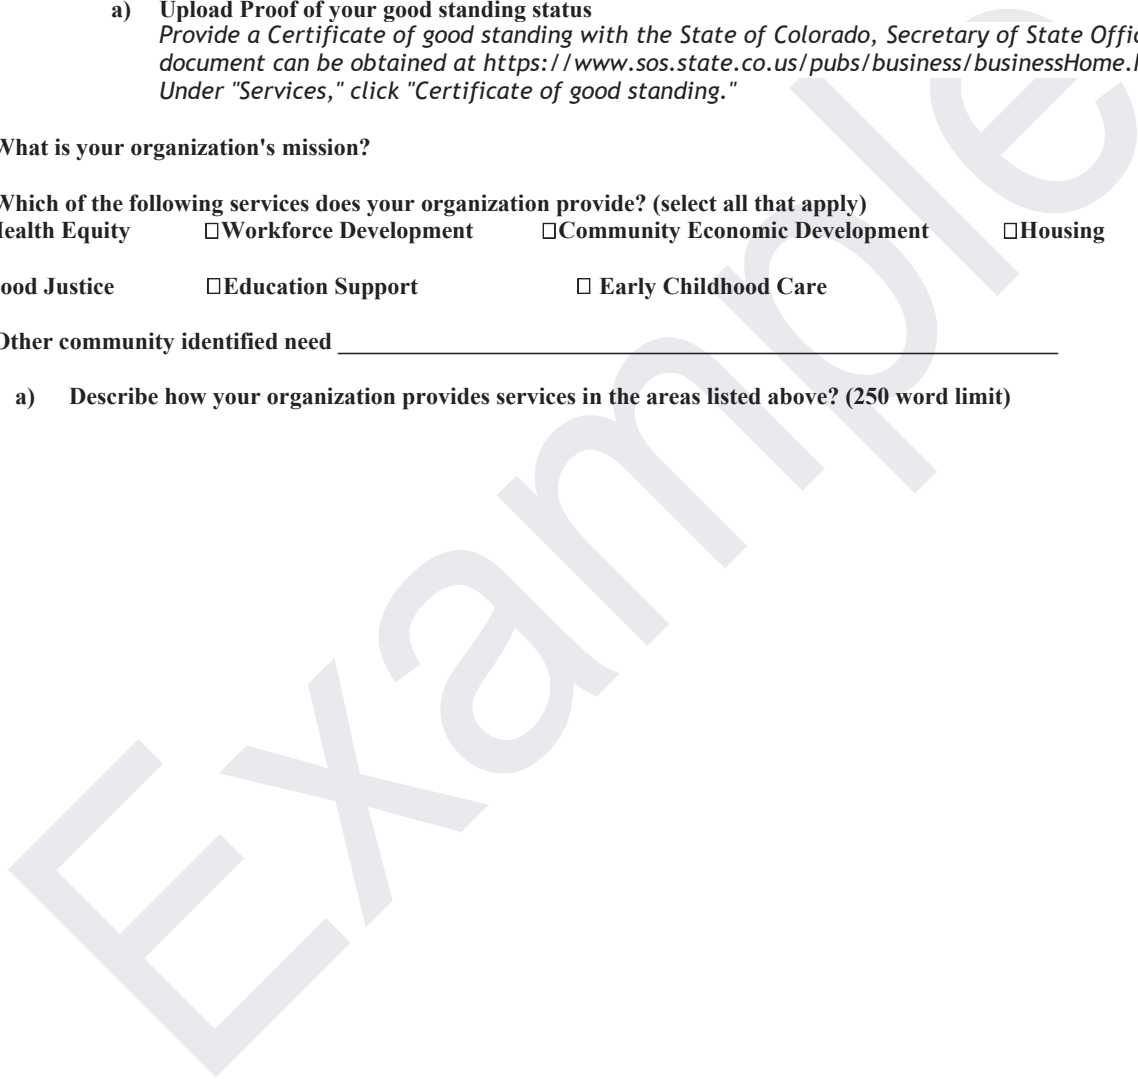 a) Upload Proof of your good standing status
Provide a Certificate of good standing with the State of Colorado, Secretary of State
document can be obtained at https://www.sos.state.co.us/pubs/business/businessHome.
Under "Services," click "Certificate of good standing."
What is your organization's mission?
Which of the following services does your organization provide? (select all that apply)
Health Equity ☐Workforce Development ☐Community Economic Development ☐Housing
ood Justice ☐Education Support ☐ Early Childhood Care
Other community identified need ____________________________________________________________
a) Describe how your organization provides services in the areas listed above? (250 word limit)
Example